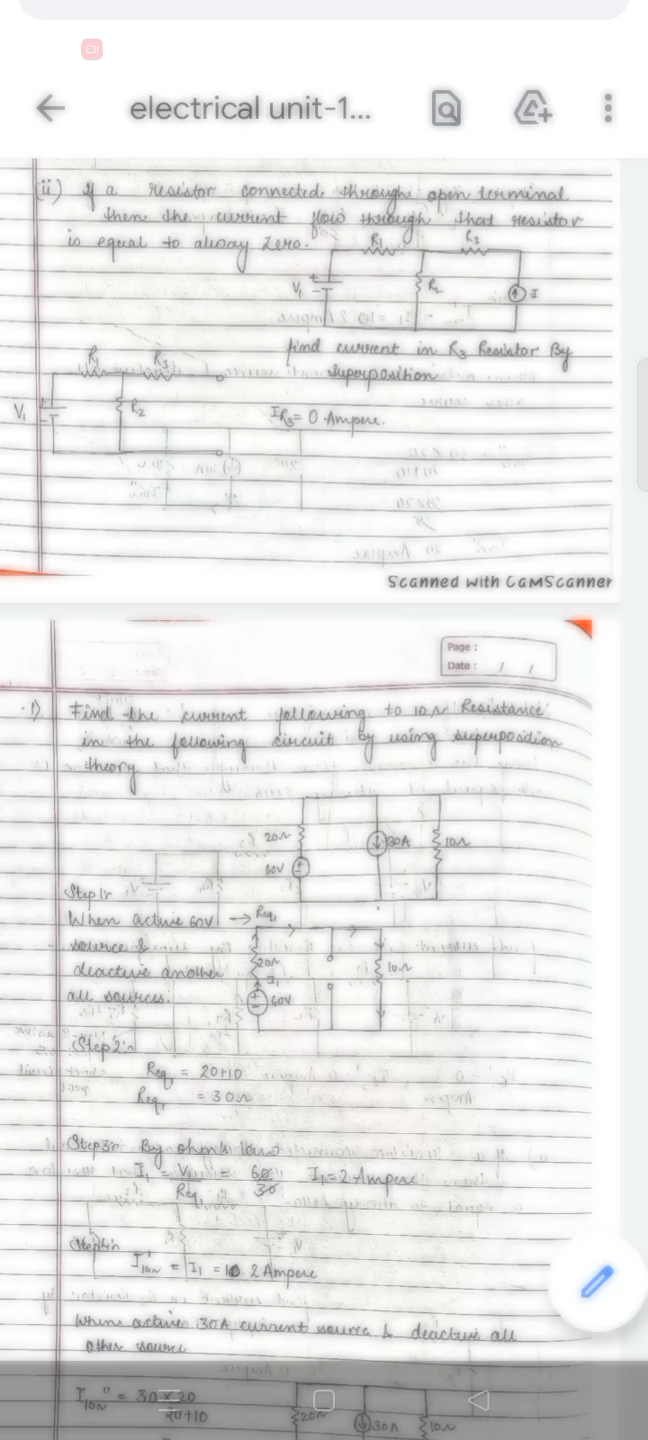 electrical unit-1...
(ii) If a resistor connected through open terminal
then the current flow through that resistor
is equal to alway zero.
R₁ R₃
V₁ R₂ I
find current in R₃ Resistor By
superposition
R₁ R₃
V₁ R₂
IR₃ = 0 Ampere.
Scanned with CamScanner
Page :
Date : / /
1). Find the current following to 10Ω Resistance
in the following circuit by using superposition
theory
20Ω 30A 10Ω
60V
Step 1:
When active 60V → Req₁
source &
deactive another
all sources.
20Ω 10Ω
I₁
60V
Step 2:
Req₁ = 20+10
Req₁ = 30Ω
Step 3: By ohm's law
I₁ = V₁/Req₁ = 60/30 I₁ = 2 Ampere
Step 4:
I'10Ω = I₁ = 2 Ampere
When active 30A current source & deactive all
other source
I10Ω" = 30 x 20
20+10
20Ω 30A 10Ω